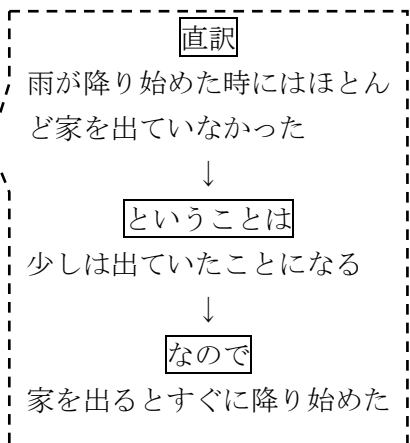 直訳
雨が降り始めた時にはほとん
ど家を出ていなかった
↓
ということは
少しは出ていたことになる
↓
なので
家を出るとすぐに降り始めた